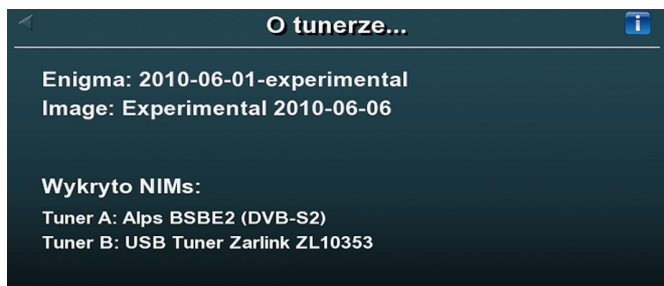 O tunerze...
Enigma: 2010-06-01-experimental
Image: Experimental 2010-06-06
Wykryto NIMs:
Tuner A: Alps BSBE2 (DVB-S2)
Tuner B: USB Tuner Zarlink ZL10353